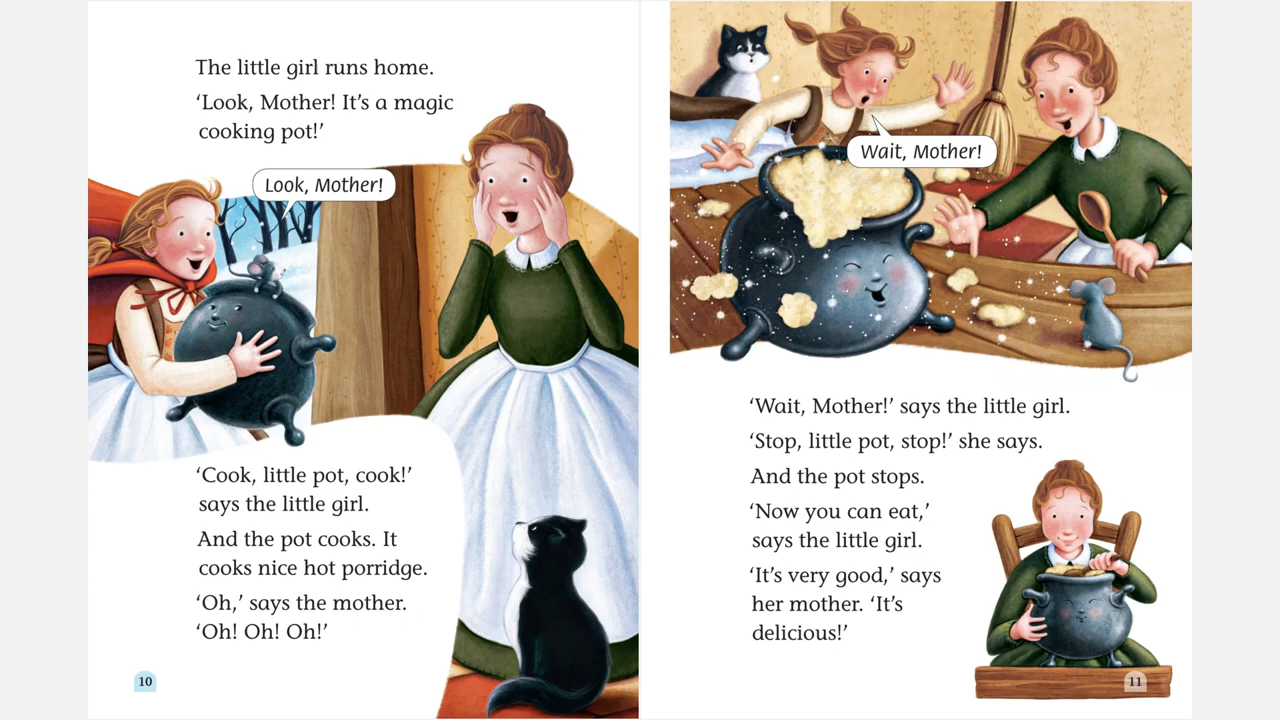 The little girl runs home.
‘Look, Mother! It’s a magic
cooking pot!’
Look, Mother!
‘Cook, little pot, cook!’
says the little girl.
And the pot cooks. It
cooks nice hot porridge.
‘Oh,’ says the mother.
‘Oh! Oh! Oh!’
10
Wait, Mother!
‘Wait, Mother!’ says the little girl.
‘Stop, little pot, stop!’ she says.
And the pot stops.
‘Now you can eat,’
says the little girl.
‘It’s very good,’ says
her mother. ‘It’s
delicious!’
11